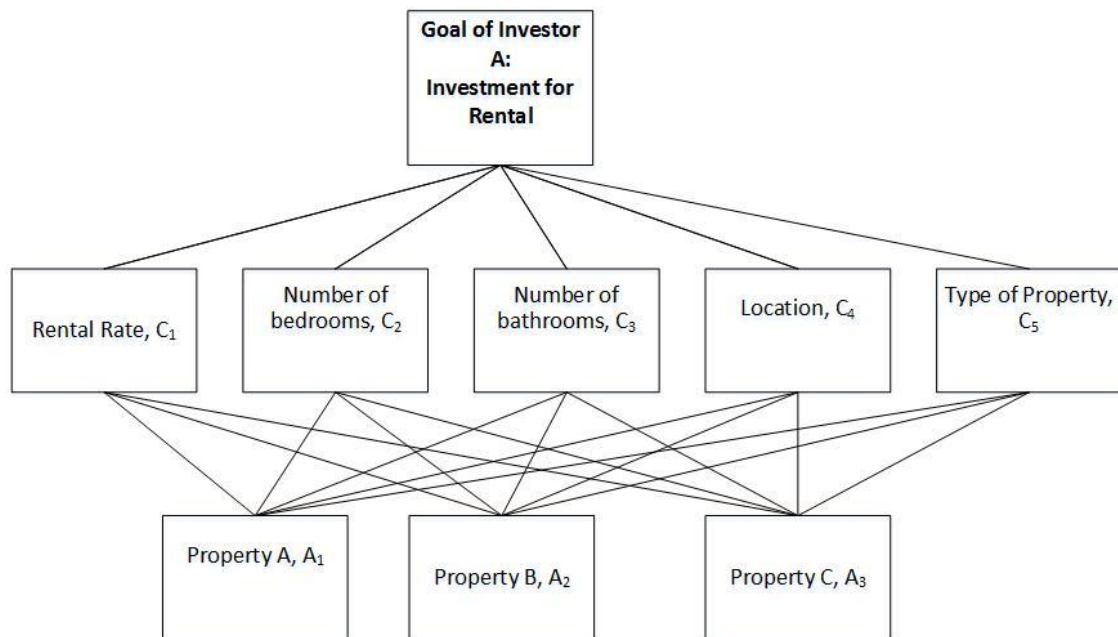 Goal of Investor
A:
Investment for
Rental
Rental Rate, C₁
Number of
bedrooms, C₂
Number of
bathrooms, C₃
Location, C₄
Type of Property,
C₅
Property A, A₁
Property B, A₂
Property C, A₃